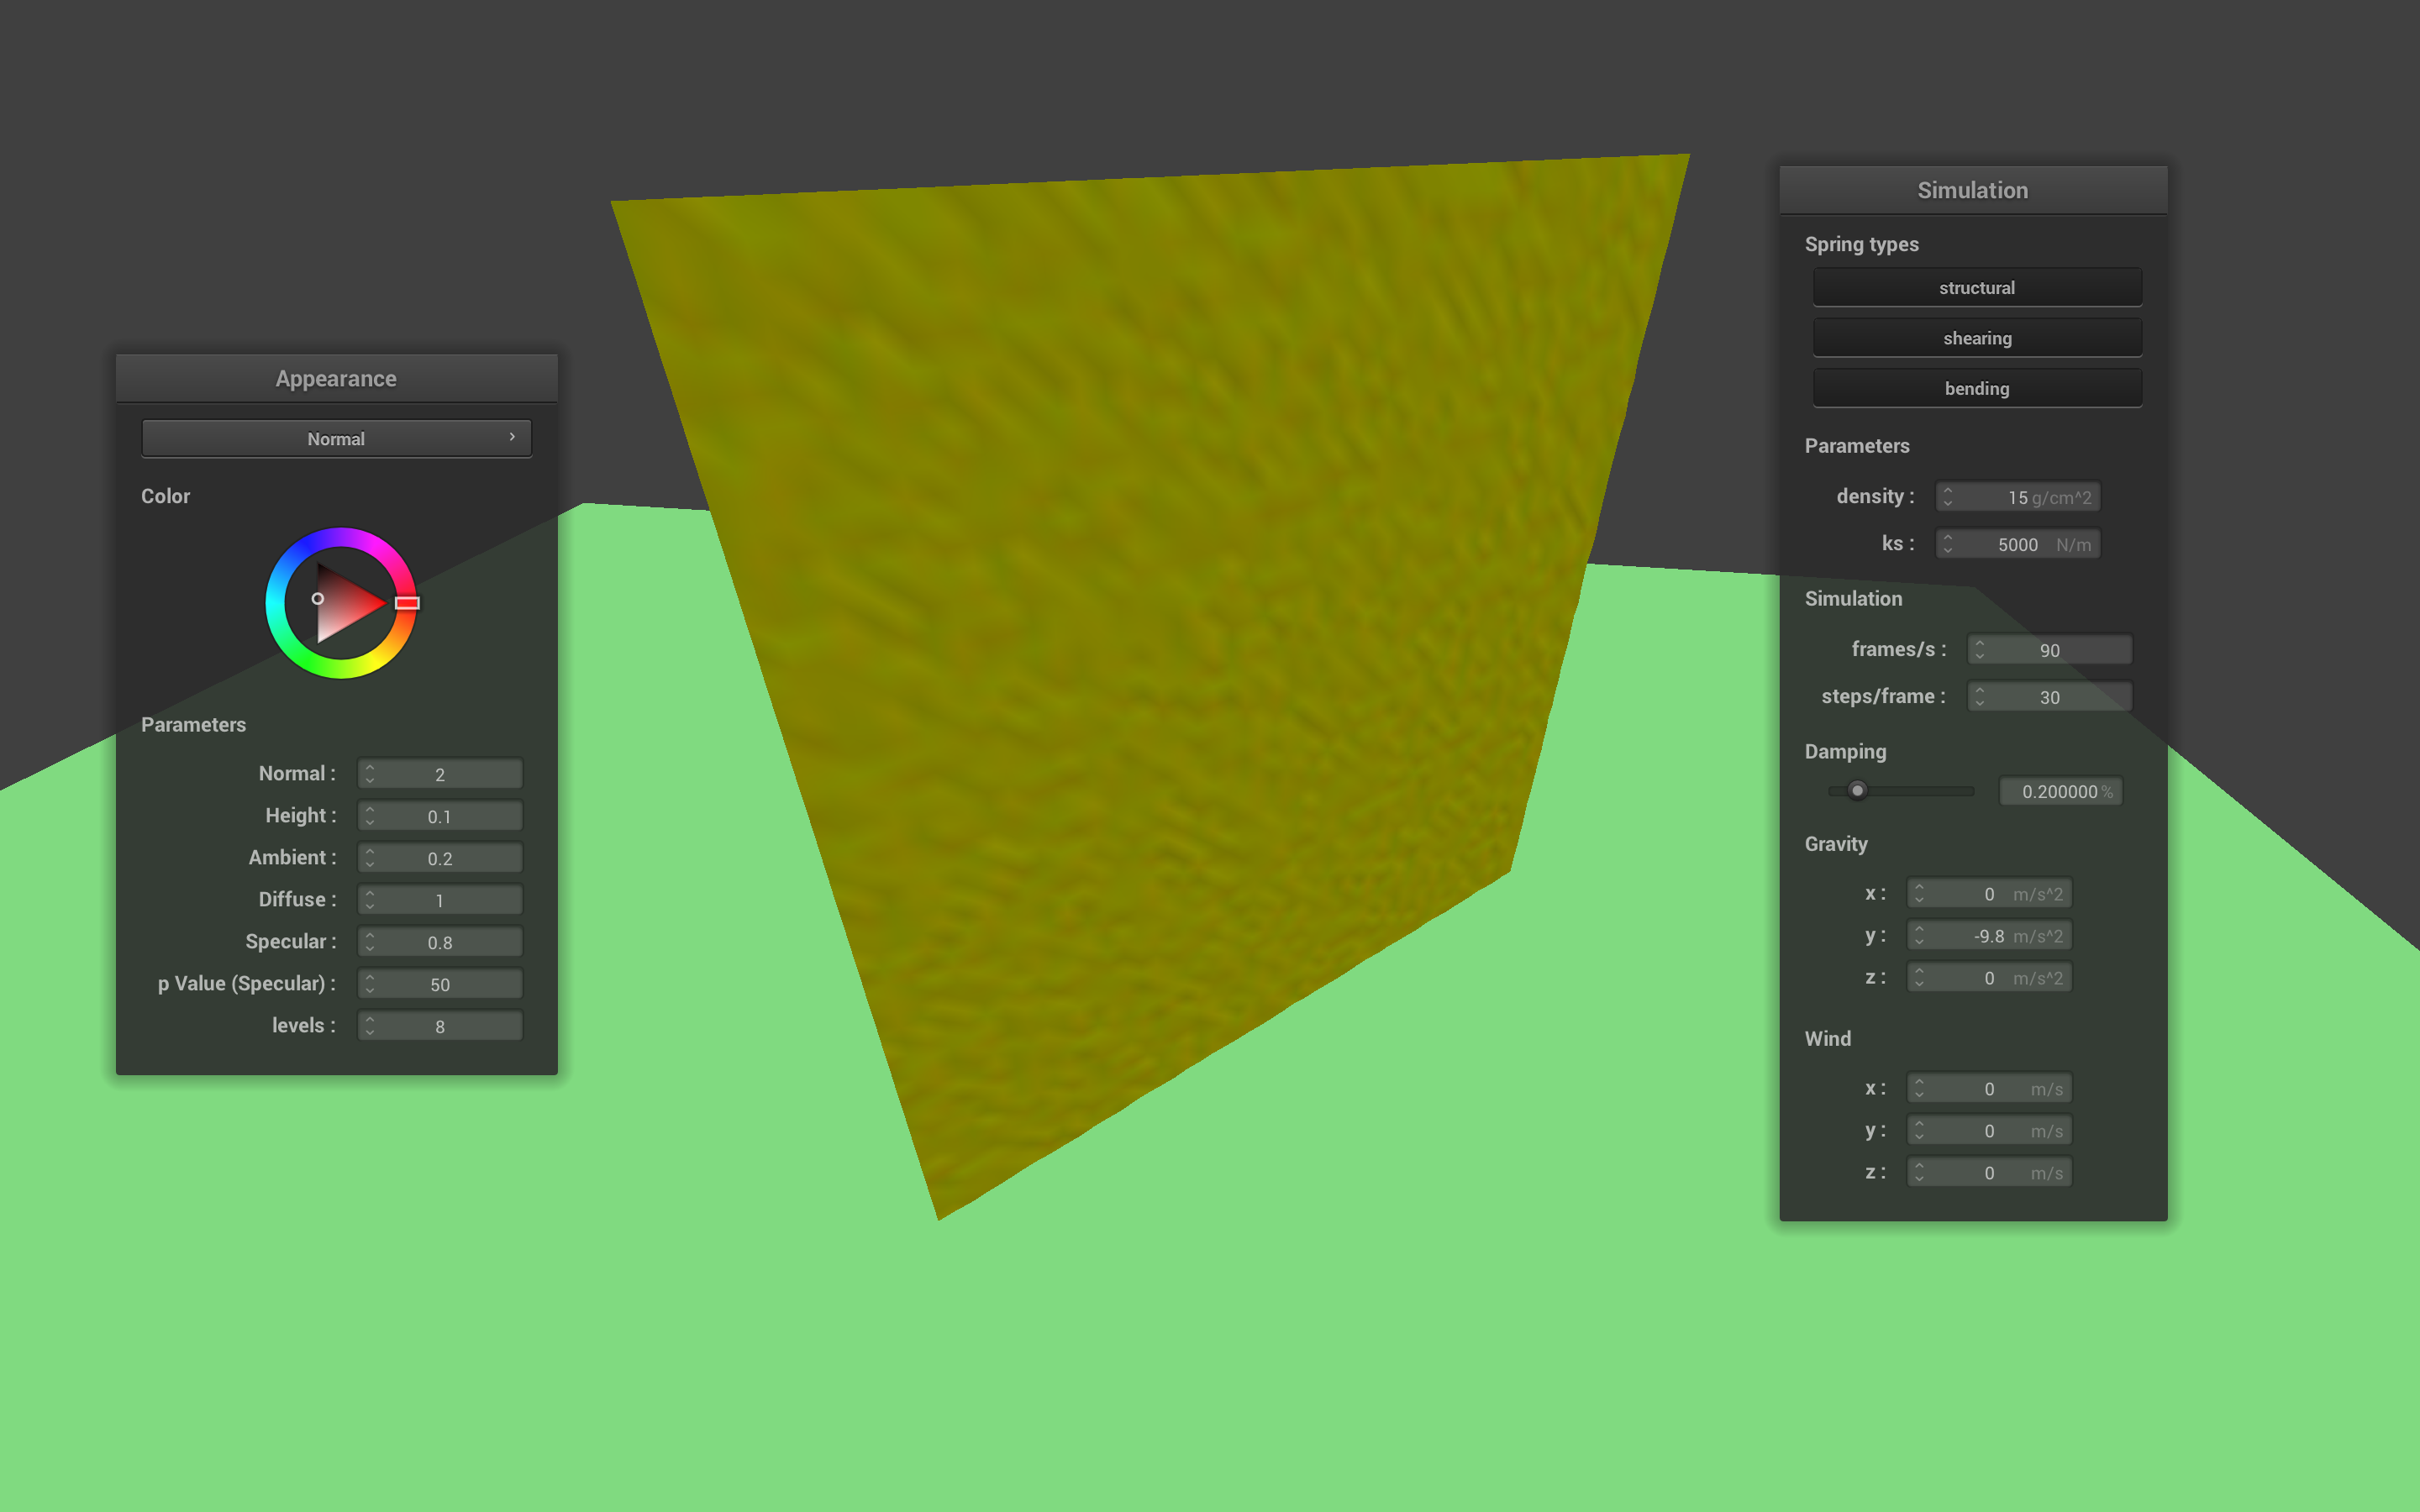 Appearance
Normal
Color
Parameters
Normal : 2
Height : 0.1
Ambient : 0.2
Diffuse : 1
Specular : 0.8
p Value (Specular) : 50
levels : 8
Simulation
Spring types
structural
shearing
bending
Parameters
density : 15 g/cm^2
ks : 5000 N/m
Simulation
frames/s : 90
steps/frame : 30
Damping
0.200000 %
Gravity
x : 0 m/s^2
y : -9.8 m/s^2
z : 0 m/s^2
Wind
x : 0 m/s
y : 0 m/s
z : 0 m/s